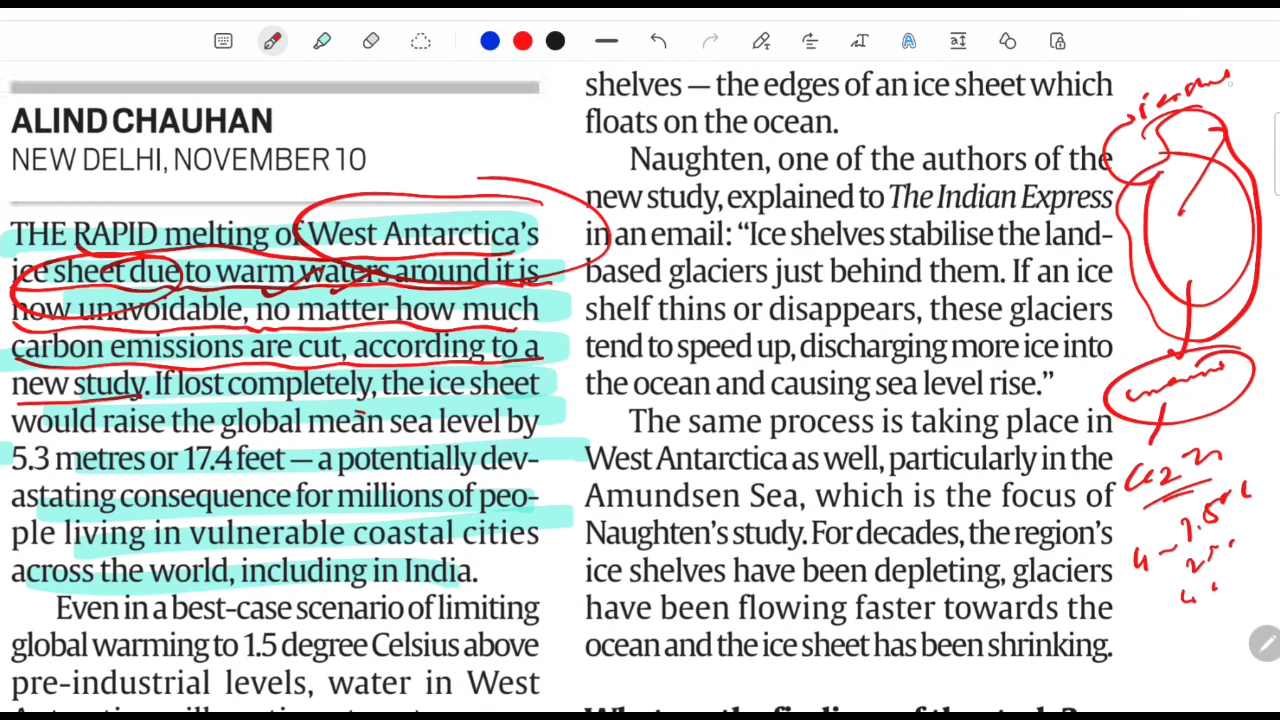 ALIND CHAUHAN
NEW DELHI, NOVEMBER 10
THE RAPID melting of West Antarctica's
ice sheet due to warm waters around it is
now unavoidable, no matter how much
carbon emissions are cut, according to a
new study. If lost completely, the ice sheet
would raise the global mean sea level by
5.3 metres or 17.4 feet — a potentially dev-
astating consequence for millions of peo-
ple living in vulnerable coastal cities
across the world, including in India.
Even in a best-case scenario of limiting
global warming to 1.5 degree Celsius above
pre-industrial levels, water in West
shelves — the edges of an ice sheet which
floats on the ocean.
Naughten, one of the authors of the
new study, explained to The Indian Express
in an email: “Ice shelves stabilise the land-
based glaciers just behind them. If an ice
shelf thins or disappears, these glaciers
tend to speed up, discharging more ice into
the ocean and causing sea level rise.”
The same process is taking place in
West Antarctica as well, particularly in the
Amundsen Sea, which is the focus of
Naughten's study. For decades, the region's
ice shelves have been depleting, glaciers
have been flowing faster towards the
ocean and the ice sheet has been shrinking.